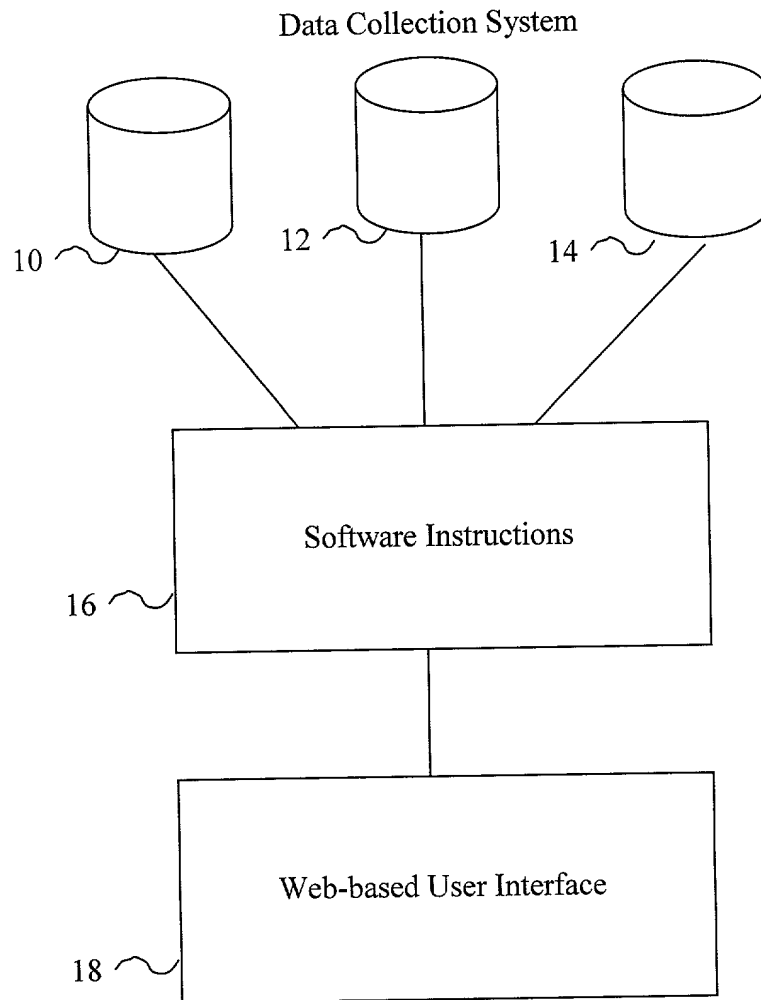 Data Collection System
10
12
14
Software Instructions
16
Web-based User Interface
18